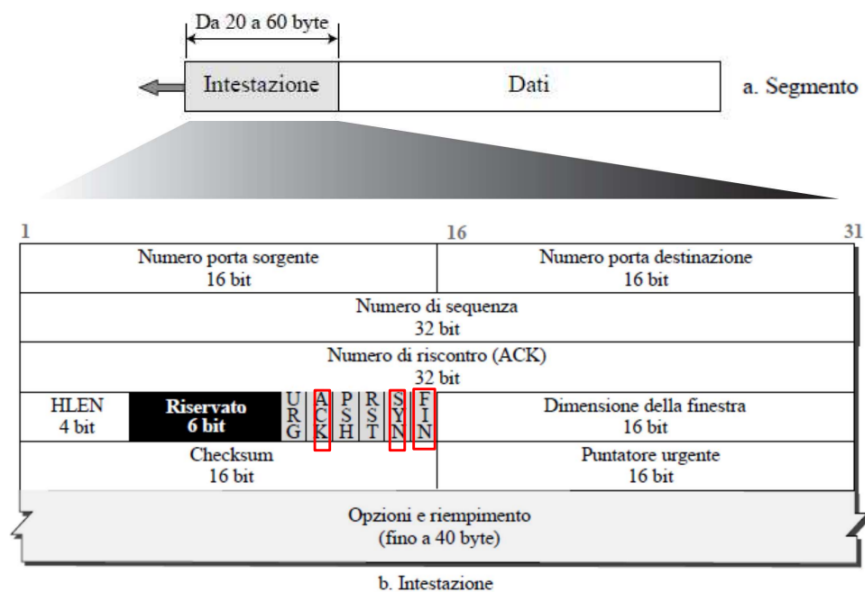 Da 20 a 60 byte
Intestazione
Dati
a. Segmento
1
16
31
Numero porta sorgente
16 bit
Numero porta destinazione
16 bit
Numero di sequenza
32 bit
Numero di riscontro (ACK)
32 bit
HLEN
4 bit
Riservato
6 bit
URG
ACK
PSH
RST
SYN
FIN
Dimensione della finestra
16 bit
Checksum
16 bit
Puntatore urgente
16 bit
Opzioni e riempimento
(fino a 40 byte)
b. Intestazione